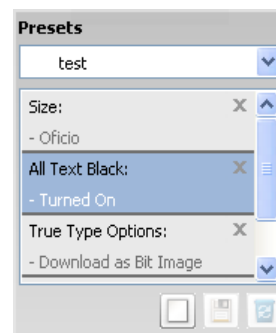 Presets
test
Size:
- Oficio
All Text Black:
- Turned On
True Type Options:
- Download as Bit Image